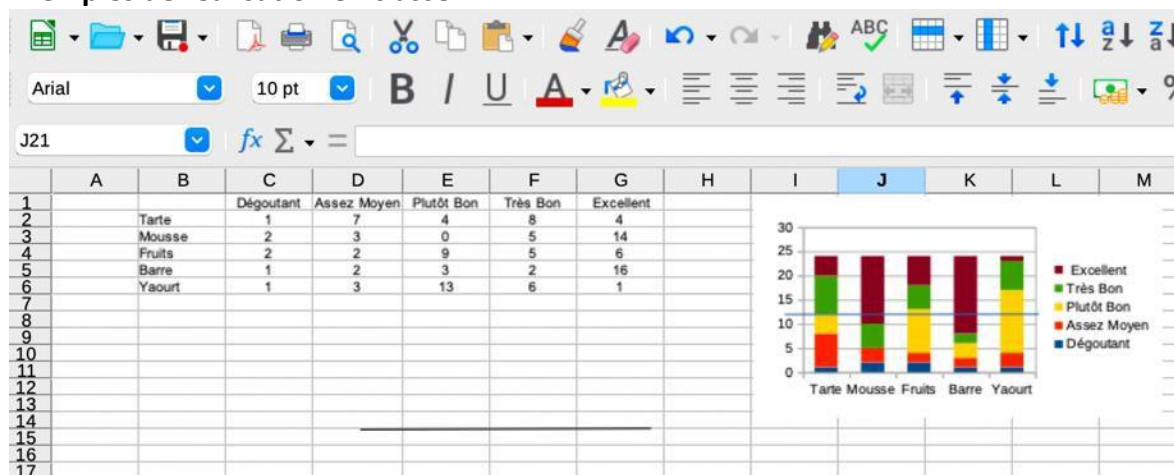 ABC
a
z
z
a
Arial
10 pt
B
I
U
A
%
J21
fx
Σ
=
A B C D E F G H I J K L M
1 Dégoutant Assez Moyen Plutôt Bon Très Bon Excellent
2 Tarte 1 7 4 8 4
3 Mousse 2 3 0 5 14
4 Fruits 2 2 9 5 6
5 Barre 1 2 3 2 16
6 Yaourt 1 3 13 6 1
7
8
9
10
11
12
13
14
15
16
17
30
25
20
15
10
5
0
Tarte Mousse Fruits Barre Yaourt
Excellent
Très Bon
Plutôt Bon
Assez Moyen
Dégoutant